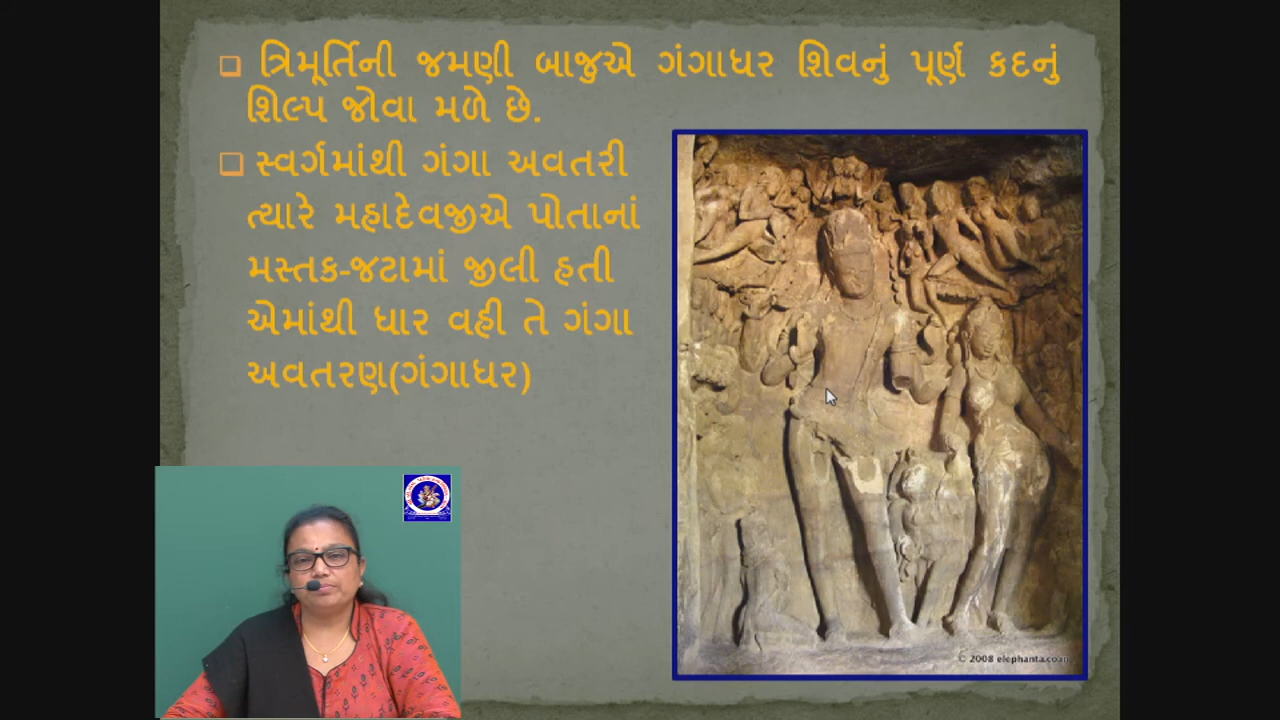 ❑ ત્રિમૂર્તિની જમણી બાજુએ ગંગાધર શિવનું પૂર્ણ કદનું
શિલ્પ જોવા મળે છે.
❑ સ્વર્ગમાંથી ગંગા અવતરી
ત્યારે મહાદેવજીએ પોતાનાં
મસ્તક-જટામાં જીલી હતી
એમાંથી ધાર વહી તે ગંગા
અવતરણ(ગંગાધર)
© 2008 elephanta.co.in